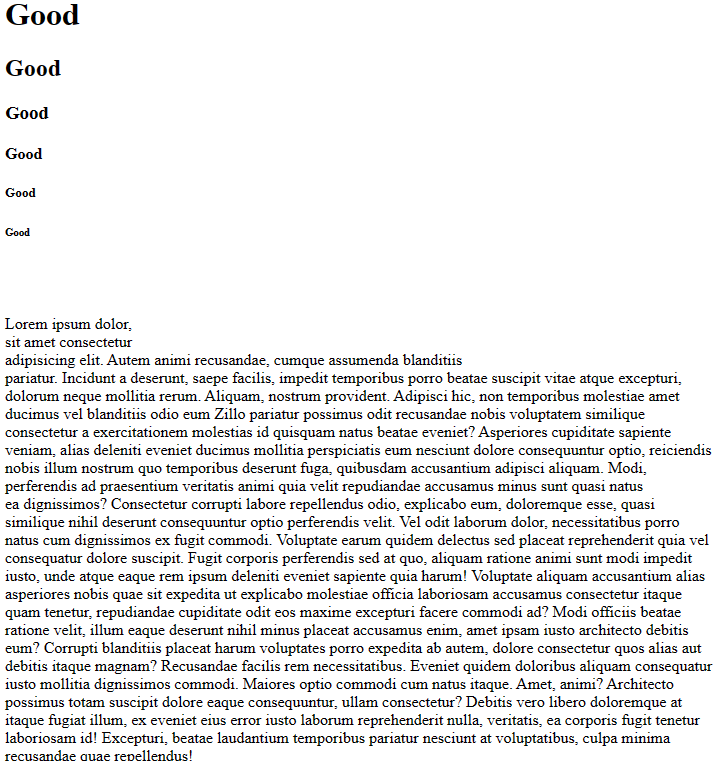 Good
Good
Good
Good
Good
Good
Lorem ipsum dolor,
sit amet consectetur
adipisicing elit. Autem animi recusandae, cumque assumenda blanditiis
pariatur. Incidunt a deserunt, saepe facilis, impedit temporibus porro beatae suscipit vitae atque excepturi,
dolorum neque mollitia rerum. Aliquam, nostrum provident. Adipisci hic, non temporibus molestiae amet
ducimus vel blanditiis odio eum Zillo pariatur possimus odit recusandae nobis voluptatem similique
consectetur a exercitationem molestias id quisquam natus beatae eveniet? Asperiores cupiditate sapiente
veniam, alias deleniti eveniet ducimus mollitia perspiciatis eum nesciunt dolore consequuntur optio, reiciendis
nobis illum nostrum quo temporibus deserunt fuga, quibusdam accusantium adipisci aliquam. Modi,
perferendis ad praesentium veritatis animi quia velit repudiandae accusamus minus sunt quasi natus
ea dignissimos? Consectetur corrupti labore repellendus odio, explicabo eum, doloremque esse, quasi
similique nihil deserunt consequuntur optio perferendis velit. Vel odit laborum dolor, necessitatibus porro
natus cum dignissimos ex fugit commodi. Voluptate earum quidem delectus sed placeat reprehenderit quia vel
consequatur dolore suscipit. Fugit corporis perferendis sed at quo, aliquam ratione animi sunt modi impedit
iusto, unde atque eaque rem ipsum deleniti eveniet sapiente quia harum! Voluptate aliquam accusantium alias
asperiores nobis quae sit expedita ut explicabo molestiae officia laboriosam accusamus consectetur itaque
quam tenetur, repudiandae cupiditate odit eos maxime excepturi facere commodi ad? Modi officiis beatae
ratione velit, illum eaque deserunt nihil minus placeat accusamus enim, amet ipsam iusto architecto debitis
eum? Corrupti blanditiis placeat harum voluptates porro expedita ab autem, dolore consectetur quos alias aut
debitis itaque magnam? Recusandae facilis rem necessitatibus. Eveniet quidem doloribus aliquam consequatur
iusto mollitia dignissimos commodi. Maiores optio commodi cum natus itaque. Amet, animi? Architecto
possimus totam suscipit dolore eaque consequuntur, ullam consectetur? Debitis vero libero doloremque at
itaque fugiat illum, ex eveniet eius error iusto laborum reprehenderit nulla, veritatis, ea corporis fugit tenetur
laboriosam id! Excepturi, beatae laudantium temporibus pariatur nesciunt at voluptatibus, culpa minima
recusandae quae repellendus!